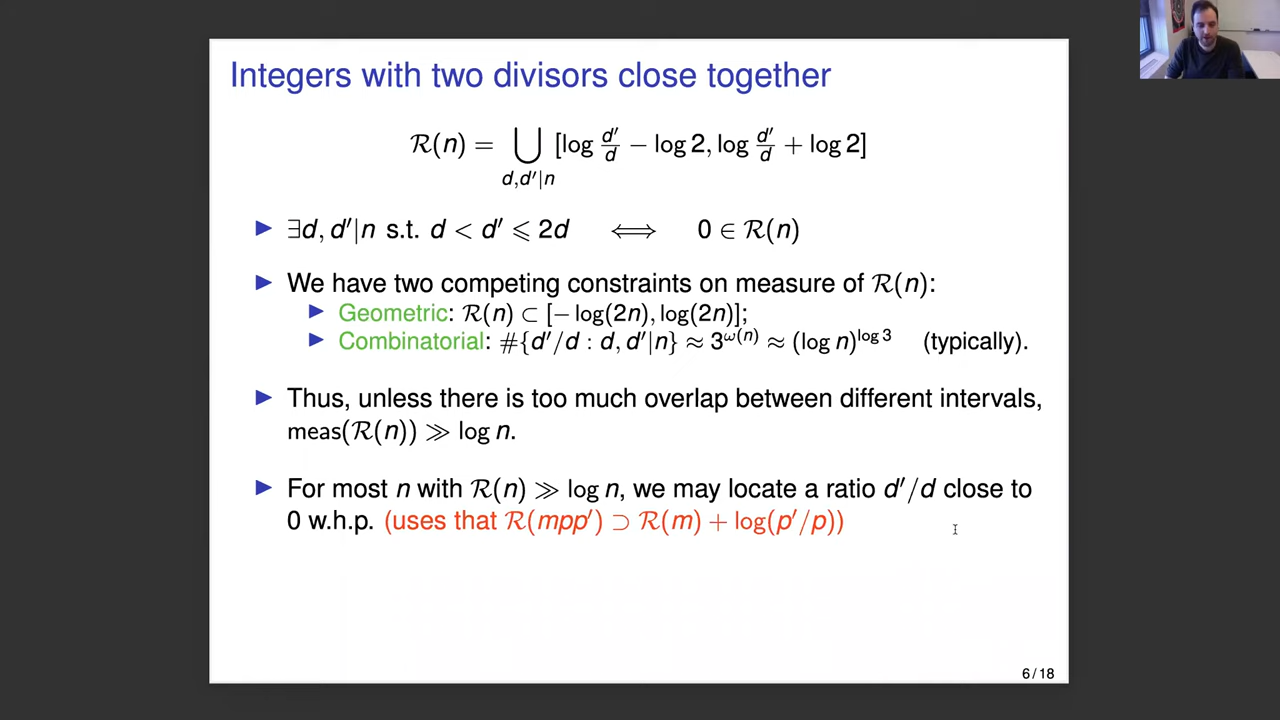 Integers with two divisors close together
R(n) = ⋃_{d,d′|n} [log d′/d − log 2, log d′/d + log 2]
▶ ∃d, d′|n s.t. d < d′ ⩽ 2d ⟺ 0 ∈ R(n)
▶ We have two competing constraints on measure of R(n):
▶ Geometric: R(n) ⊂ [− log(2n), log(2n)];
▶ Combinatorial: #{d′/d : d, d′|n} ≈ 3^{ω(n)} ≈ (log n)^{log 3} (typically).
▶ Thus, unless there is too much overlap between different intervals,
meas(R(n)) ≫ log n.
▶ For most n with R(n) ≫ log n, we may locate a ratio d′/d close to
0 w.h.p. (uses that R(mpp′) ⊃ R(m) + log(p′/p))
6 / 18